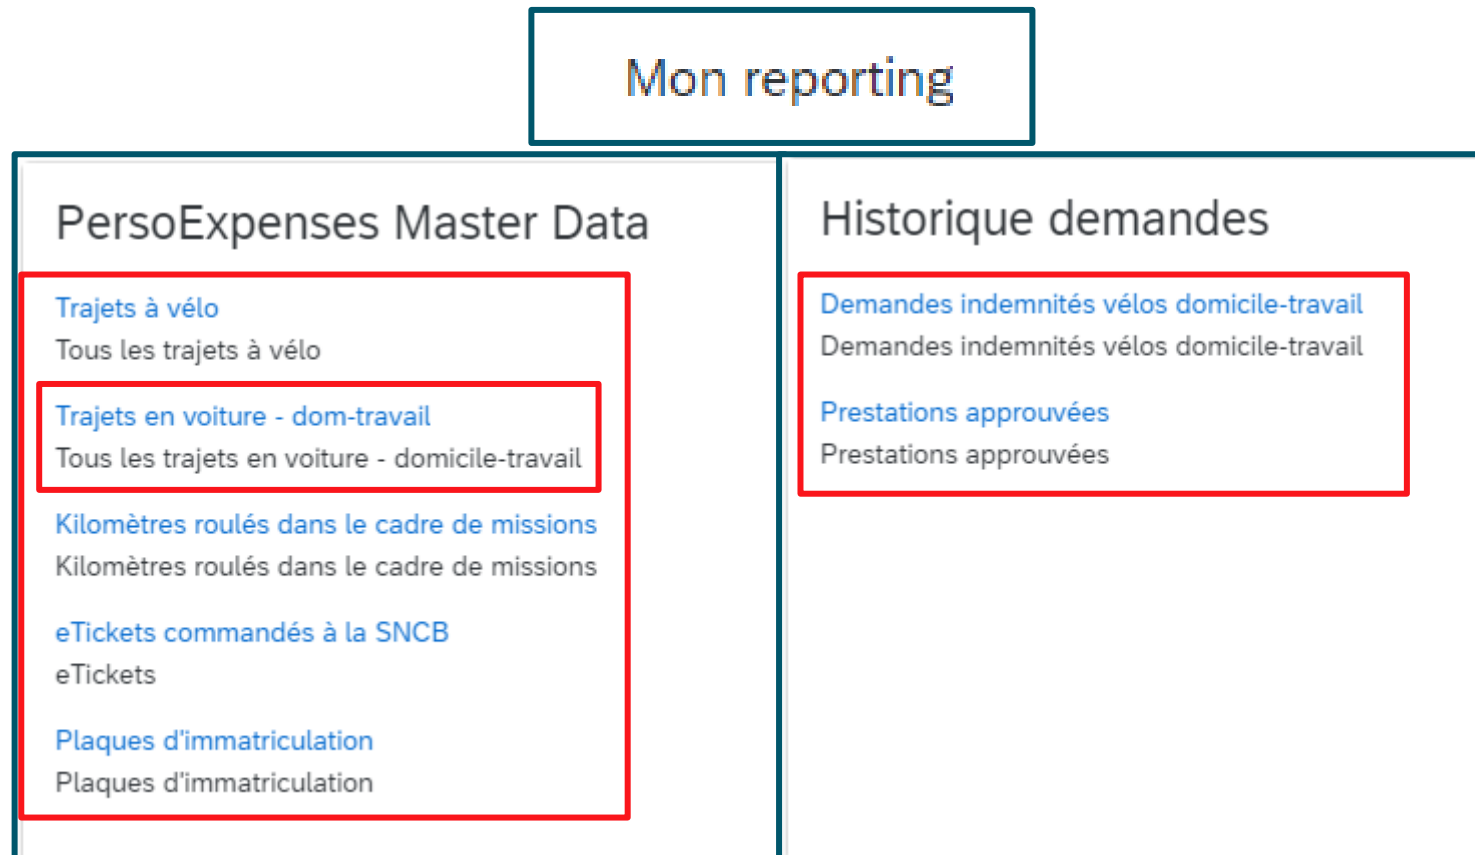 Mon reporting
PersoExpenses Master Data
Trajets à vélo
Tous les trajets à vélo
Trajets en voiture - dom-travail
Tous les trajets en voiture - domicile-travail
Kilomètres roulés dans le cadre de missions
Kilomètres roulés dans le cadre de missions
eTickets commandés à la SNCB
eTickets
Plaques d'immatriculation
Plaques d'immatriculation
Historique demandes
Demandes indemnités vélos domicile-travail
Demandes indemnités vélos domicile-travail
Prestations approuvées
Prestations approuvées